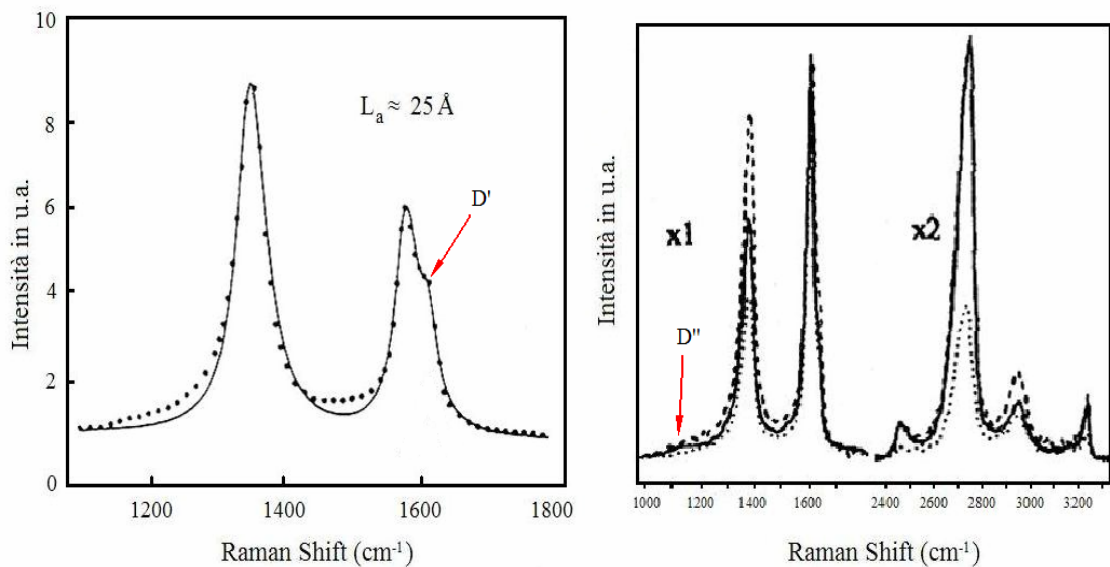 10
8
6
4
2
0
Intensità in u.a.
Lₐ ≈ 25 Å
D'
1200 1400 1600 1800
Raman Shift (cm⁻¹)
Intensità in u.a.
x1
x2
D"
1000 1200 1400 1600 2400 2600 2800 3000 3200
Raman Shift (cm⁻¹)